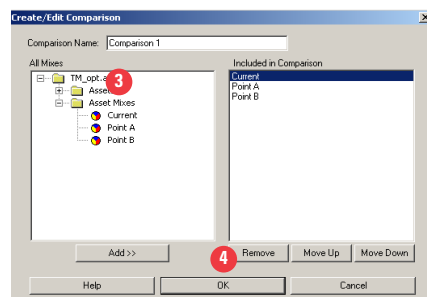 Create/Edit Comparison
Comparison Name: Comparison 1
All Mixes
Included in Comparison
TM_opt.a
3
Asset
Asset Mixes
Current
Point A
Point B
Current
Point A
Point B
Add >>
4
Remove
Move Up
Move Down
Help
OK
Cancel